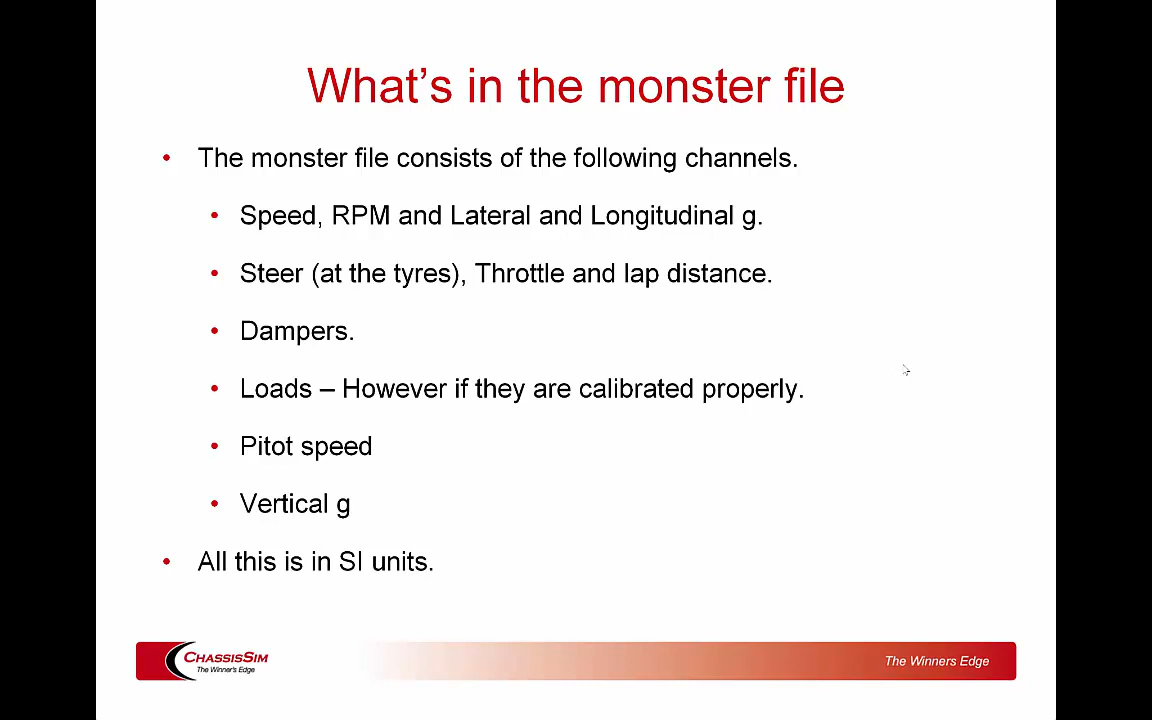 What's in the monster file
• The monster file consists of the following channels.
• Speed, RPM and Lateral and Longitudinal g.
• Steer (at the tyres), Throttle and lap distance.
• Dampers.
• Loads – However if they are calibrated properly.
• Pitot speed
• Vertical g
• All this is in SI units.
CHASSISSIM
The Winner's Edge
The Winners Edge